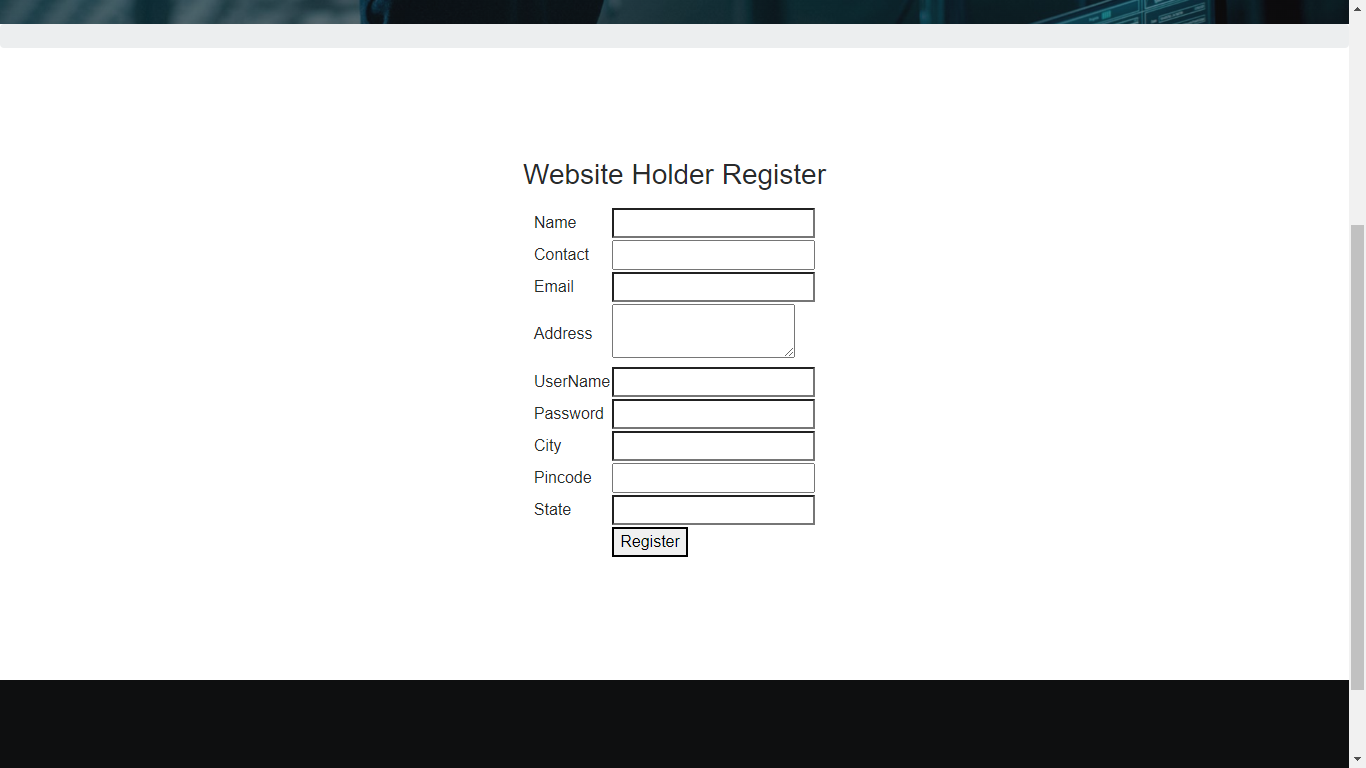 Website Holder Register
Name
Contact
Email
Address
UserName
Password
City
Pincode
State
Register